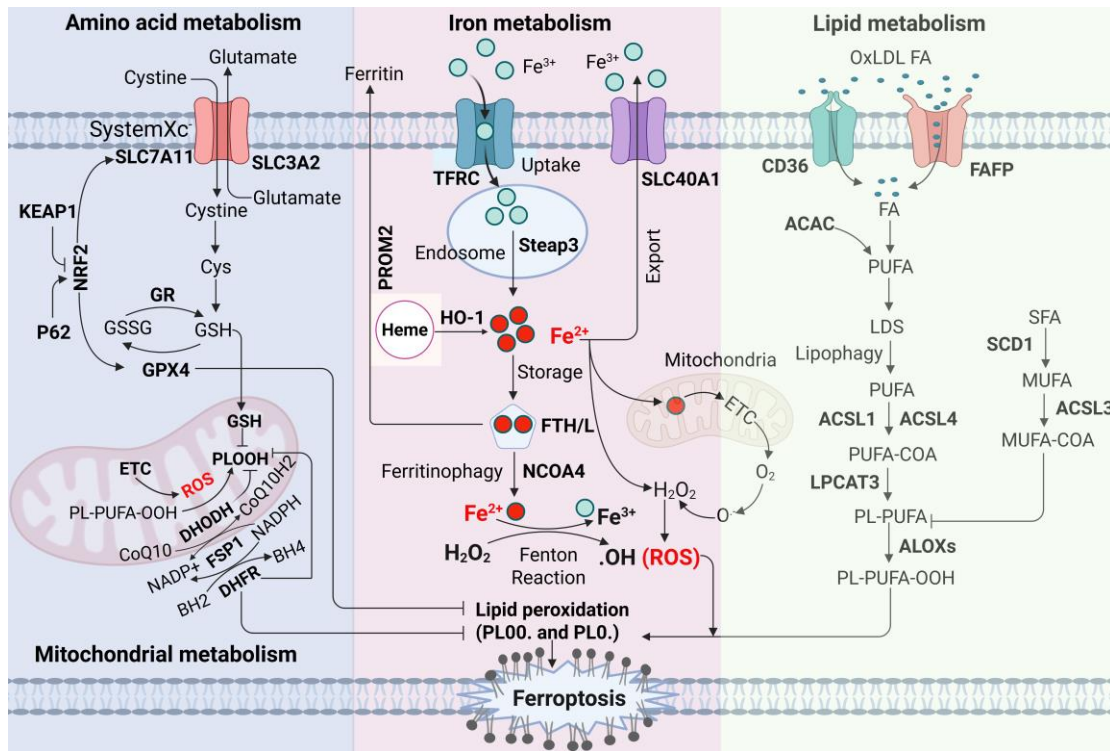 Amino acid metabolism
Glutamate
Cystine
SystemXc-
SLC7A11
SLC3A2
Glutamate
Cystine
KEAP1
NRF2
P62
Cys
GR
GSSG
GSH
GPX4
GSH
PLOOH
ETC
ROS
PL-PUFA-OOH
DHODH
CoQ10H2
CoQ10
FSP1
NADPH
NADP+
BH4
BH2
DHFR
Mitochondrial metabolism
Iron metabolism
Ferritin
Fe³⁺
Fe³⁺
Uptake
TFRC
SLC40A1
PROM2
Endosome
Steap3
Export
Heme
HO-1
Fe²⁺
Storage
Mitochondria
ETC
O₂
O⁻
H₂O₂
FTH/L
Ferritinophagy
NCOA4
Fe²⁺
Fe³⁺
H₂O₂
Fenton
Reaction
.OH (ROS)
Lipid peroxidation
(PL00. and PL0.)
Ferroptosis
Lipid metabolism
OxLDL FA
CD36
FAFP
FA
ACAC
PUFA
LDS
Lipophagy
PUFA
ACSL1
ACSL4
PUFA-COA
LPCAT3
PL-PUFA
ALOXs
PL-PUFA-OOH
SFA
SCD1
MUFA
ACSL3
MUFA-COA